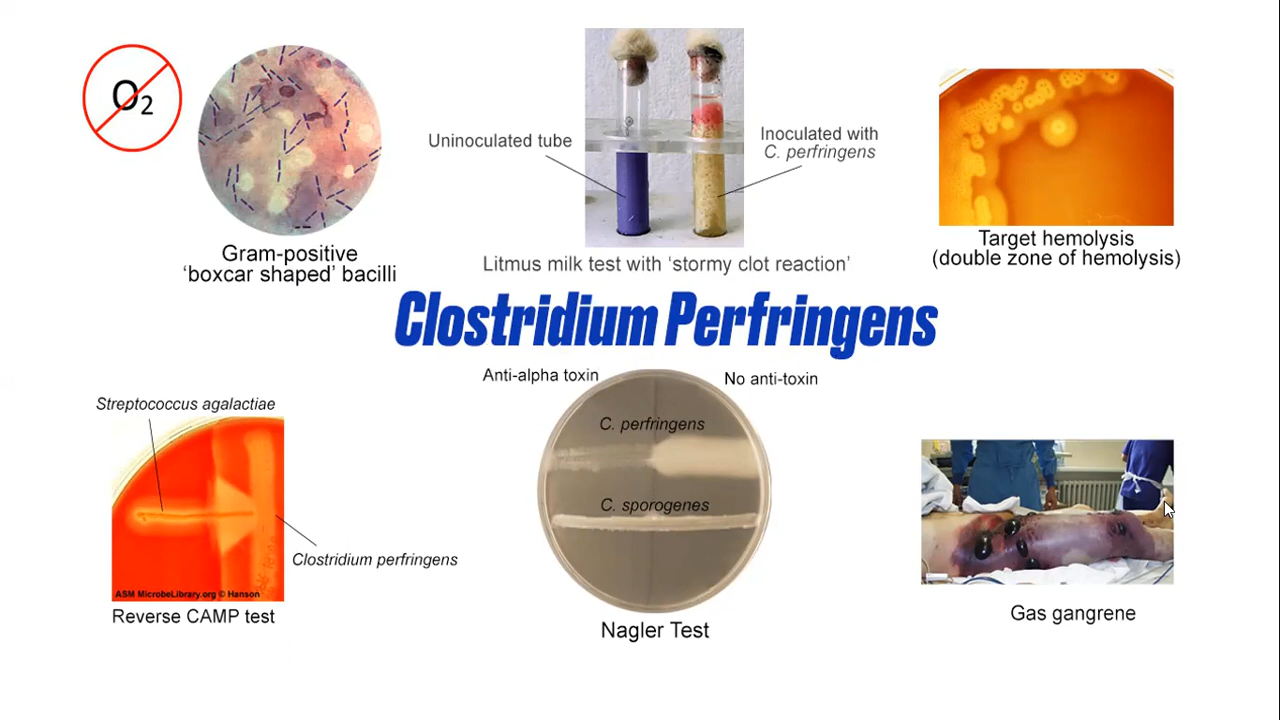 O2
Gram-positive
‘boxcar shaped’ bacilli
Uninoculated tube
Inoculated with
C. perfringens
Litmus milk test with ‘stormy clot reaction’
Target hemolysis
(double zone of hemolysis)
Clostridium Perfringens
Streptococcus agalactiae
Clostridium perfringens
ASM MicrobeLibrary.org © Hanson
Reverse CAMP test
Anti-alpha toxin
No anti-toxin
C. perfringens
C. sporogenes
Nagler Test
Gas gangrene